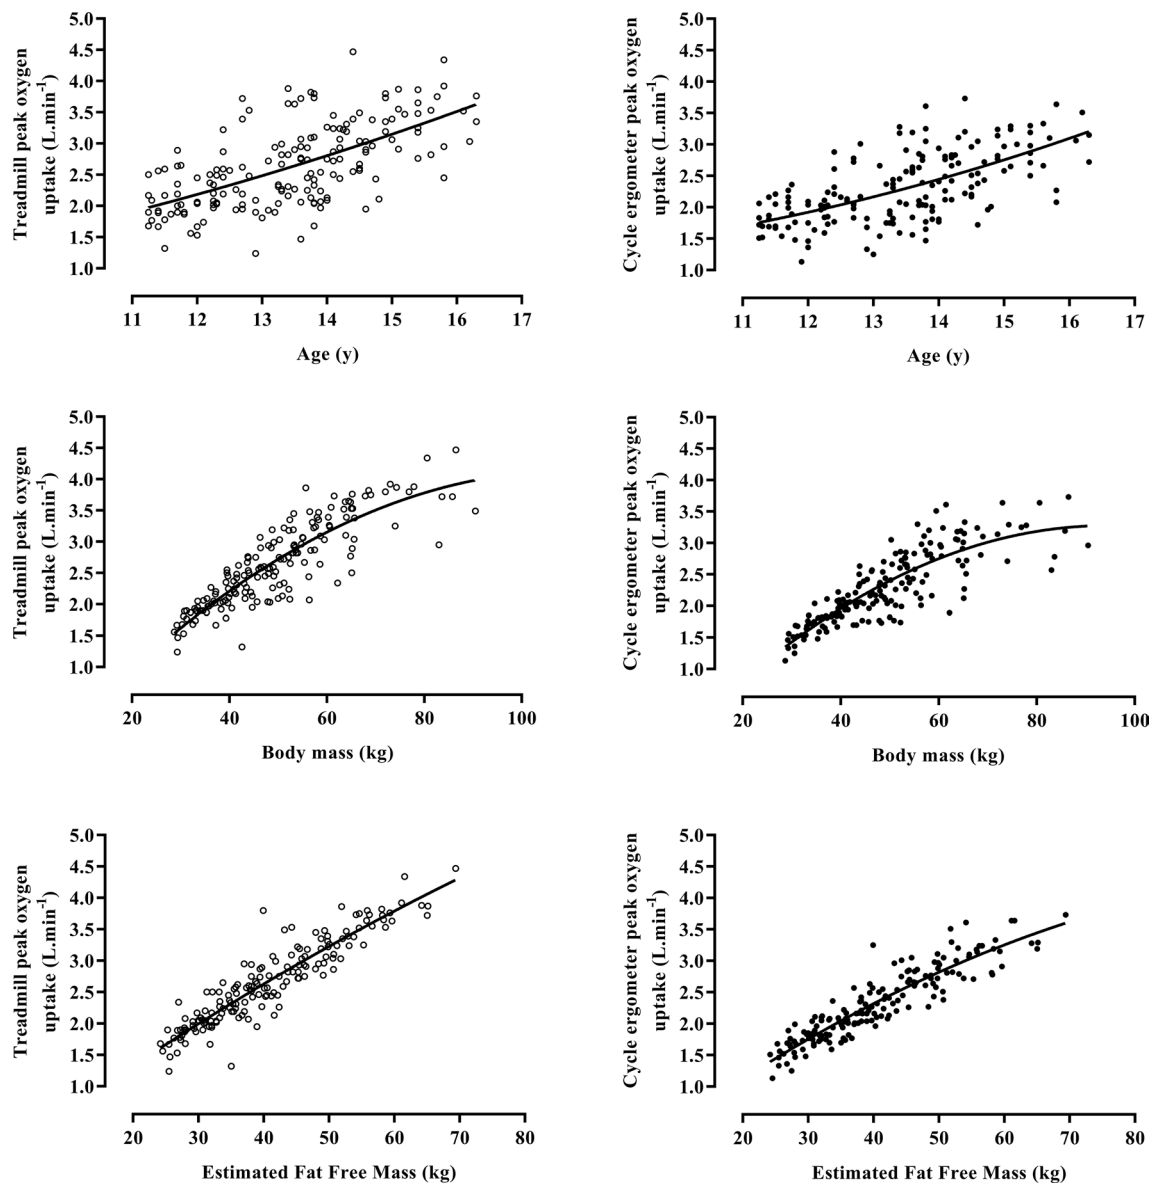 Treadmill peak oxygen
uptake (L.min-1)
5.0
4.5
4.0
3.5
3.0
2.5
2.0
1.5
1.0
11 12 13 14 15 16 17
Age (y)
Cycle ergometer peak oxygen
uptake (L.min-1)
5.0
4.5
4.0
3.5
3.0
2.5
2.0
1.5
1.0
11 12 13 14 15 16 17
Age (y)
Treadmill peak oxygen
uptake (L.min-1)
5.0
4.5
4.0
3.5
3.0
2.5
2.0
1.5
1.0
20 40 60 80 100
Body mass (kg)
Cycle ergometer peak oxygen
uptake (L.min-1)
5.0
4.5
4.0
3.5
3.0
2.5
2.0
1.5
1.0
20 40 60 80 100
Body mass (kg)
Treadmill peak oxygen
uptake (L.min-1)
5.0
4.5
4.0
3.5
3.0
2.5
2.0
1.5
1.0
20 30 40 50 60 70 80
Estimated Fat Free Mass (kg)
Cycle ergometer peak oxygen
uptake (L.min-1)
5.0
4.5
4.0
3.5
3.0
2.5
2.0
1.5
1.0
20 30 40 50 60 70 80
Estimated Fat Free Mass (kg)